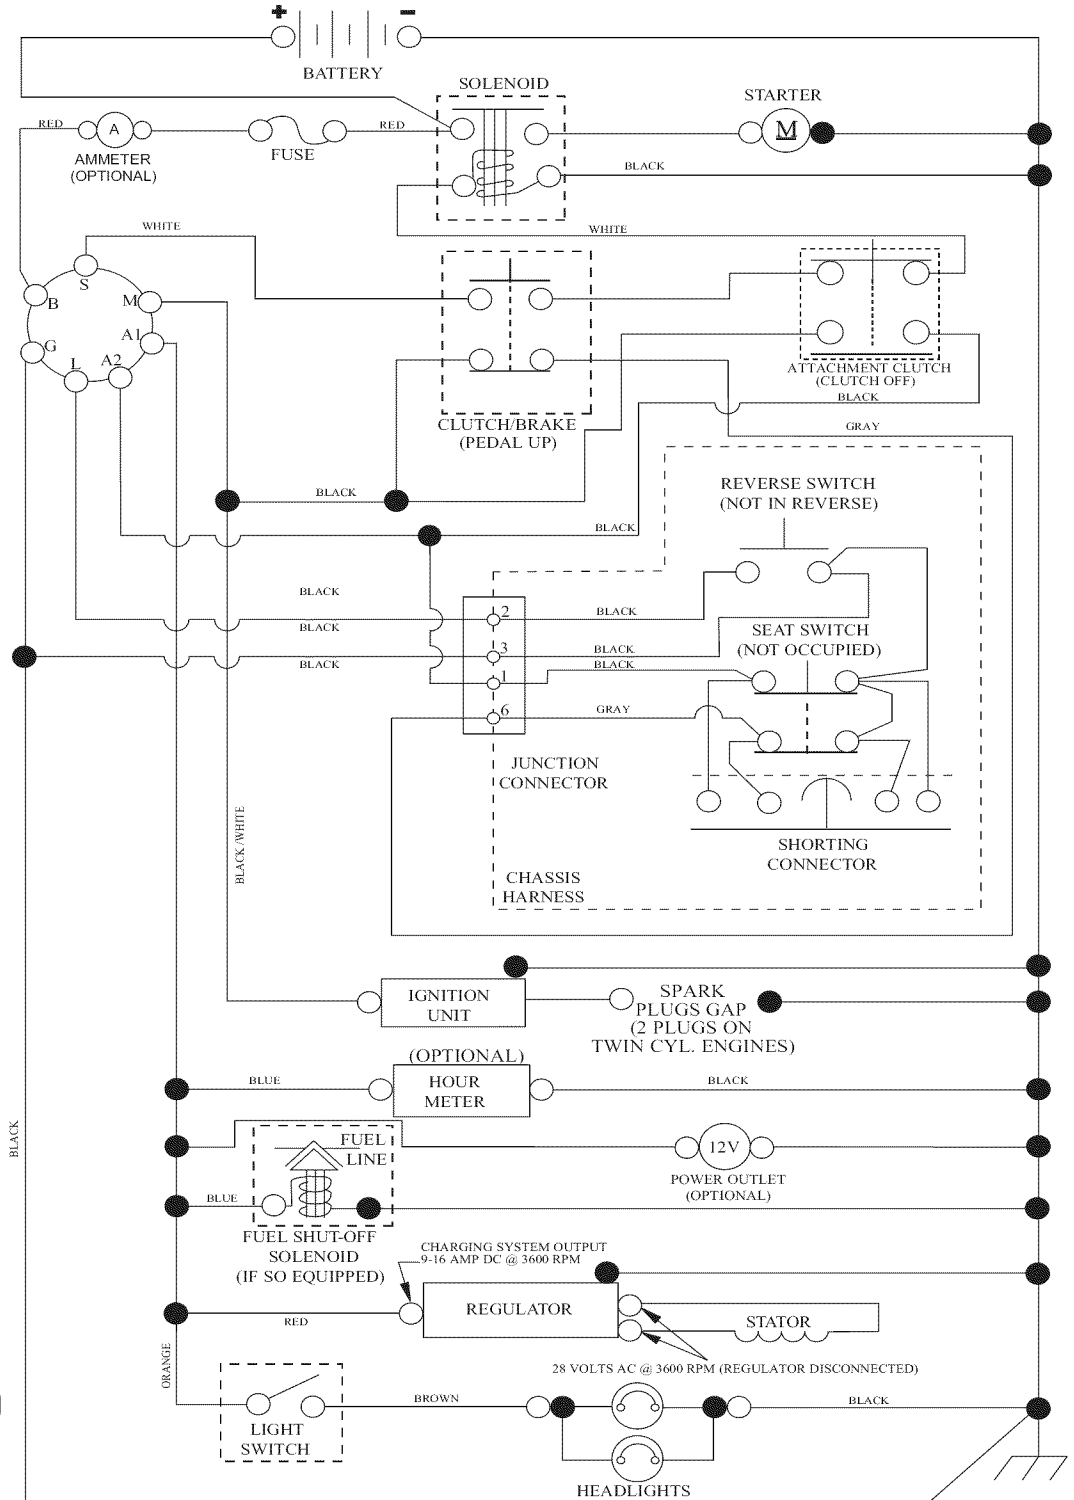 + -
BATTERY
SOLENOID
STARTER
RED
A
RED
M
AMMETER
(OPTIONAL)
FUSE
BLACK
WHITE
WHITE
S
B
M
A1
G
L
A2
ATTACHMENT CLUTCH
(CLUTCH OFF)
BLACK
CLUTCH/BRAKE
(PEDAL UP)
GRAY
REVERSE SWITCH
(NOT IN REVERSE)
BLACK
BLACK
BLACK
2
BLACK
BLACK
SEAT SWITCH
(NOT OCCUPIED)
3
BLACK
BLACK
BLACK
1
6
GRAY
JUNCTION
CONNECTOR
BLACK/WHITE
SHORTING
CONNECTOR
CHASSIS
HARNESS
IGNITION
UNIT
SPARK
PLUGS GAP
(2 PLUGS ON
TWIN CYL. ENGINES)
(OPTIONAL)
BLUE
HOUR
METER
BLACK
BLACK
FUEL
LINE
12V
POWER OUTLET
(OPTIONAL)
BLUE
FUEL SHUT-OFF
SOLENOID
(IF SO EQUIPPED)
CHARGING SYSTEM OUTPUT
9-16 AMP DC @ 3600 RPM
REGULATOR
RED
STATOR
ORANGE
28 VOLTS AC @ 3600 RPM (REGULATOR DISCONNECTED)
BROWN
BLACK
LIGHT
SWITCH
HEADLIGHTS